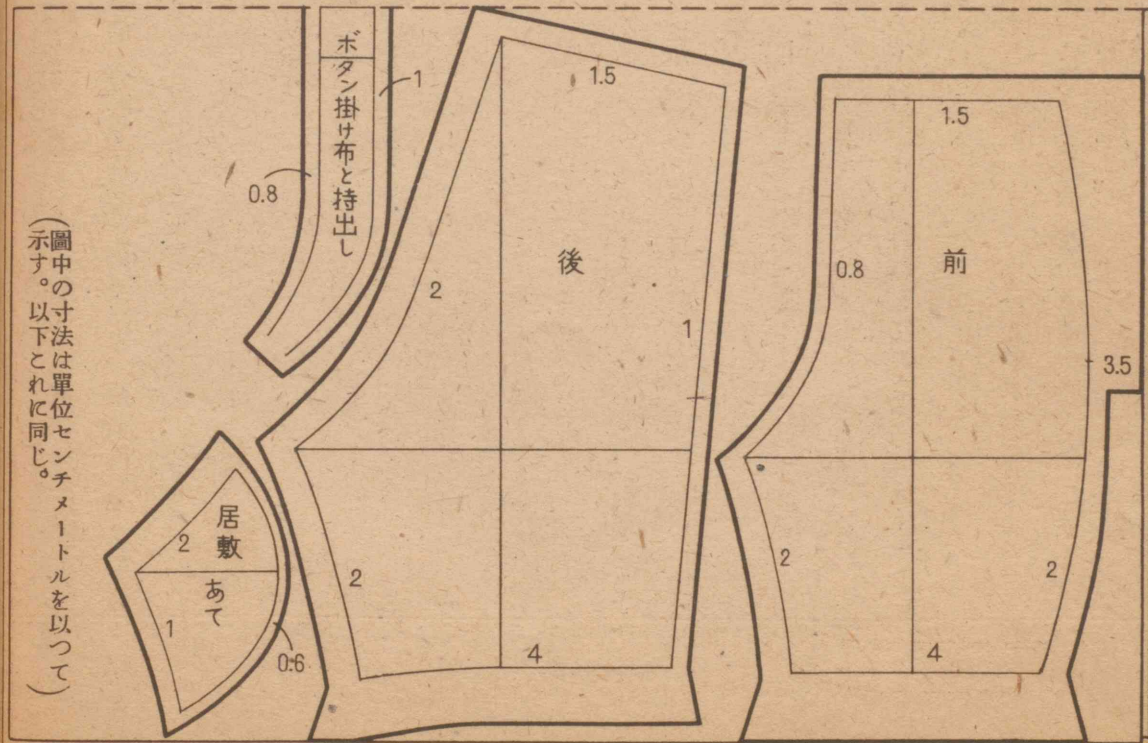 ボタン掛け布と持出し
1
0.8
後
1.5
2
1
2
4
前
1.5
0.8
3.5
2
2
4
居敷
あて
2
1
0.6
(圖中の寸法は單位センチメートルを以つて
示す。以下これに同じ。)